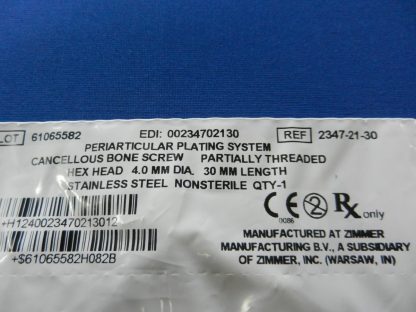 LOT 61065582 EDI: 00234702130 REF 2347-21-30
PERIARTICULAR PLATING SYSTEM
CANCELLOUS BONE SCREW PARTIALLY THREADED
HEX HEAD 4.0 MM DIA. 30 MM LENGTH
STAINLESS STEEL NONSTERILE QTY-1
CE 0086 2 Rx only
+H1240023470213012
MANUFACTURED AT ZIMMER
MANUFACTURING B.V., A SUBSIDIARY
+$61065582H082B
OF ZIMMER, INC. (WARSAW, IN)